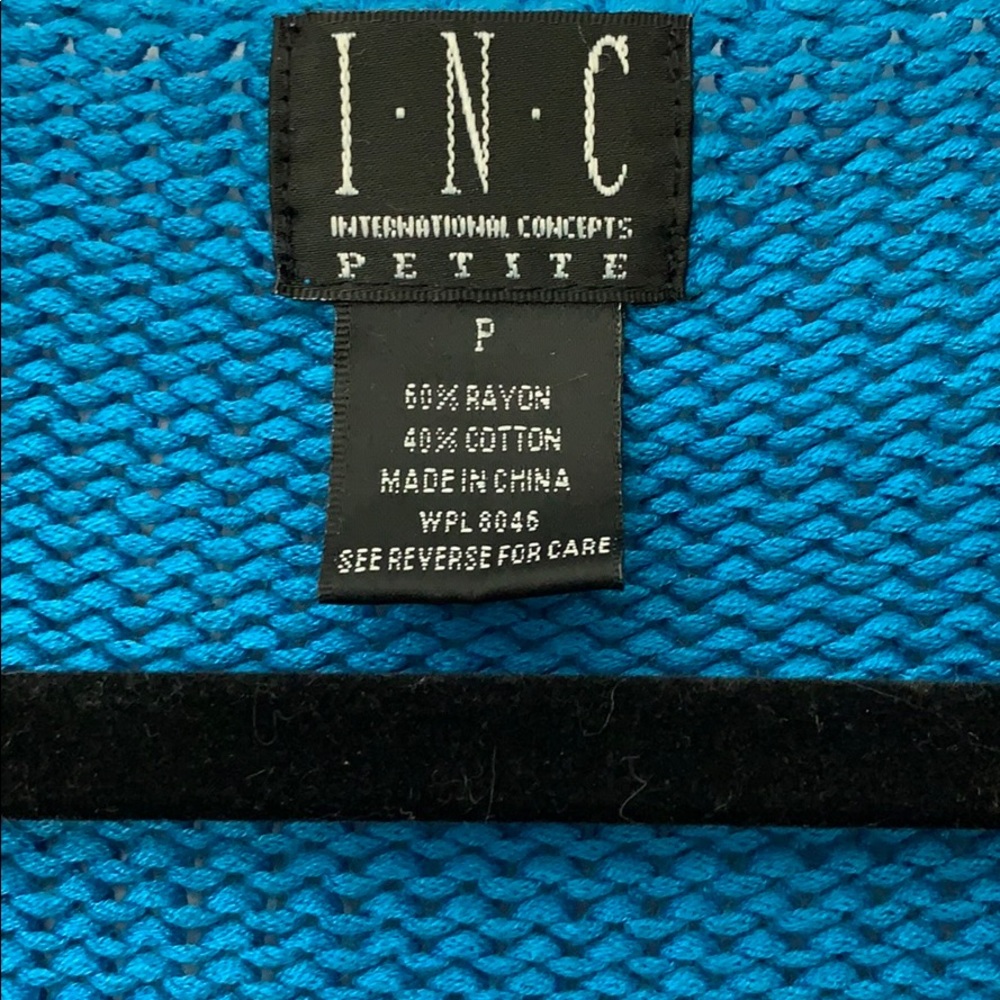 I·N·C
INTERNATIONAL CONCEPTS
PETITE
P
60% RAYON
40% COTTON
MADE IN CHINA
WPL 8046
SEE REVERSE FOR CARE